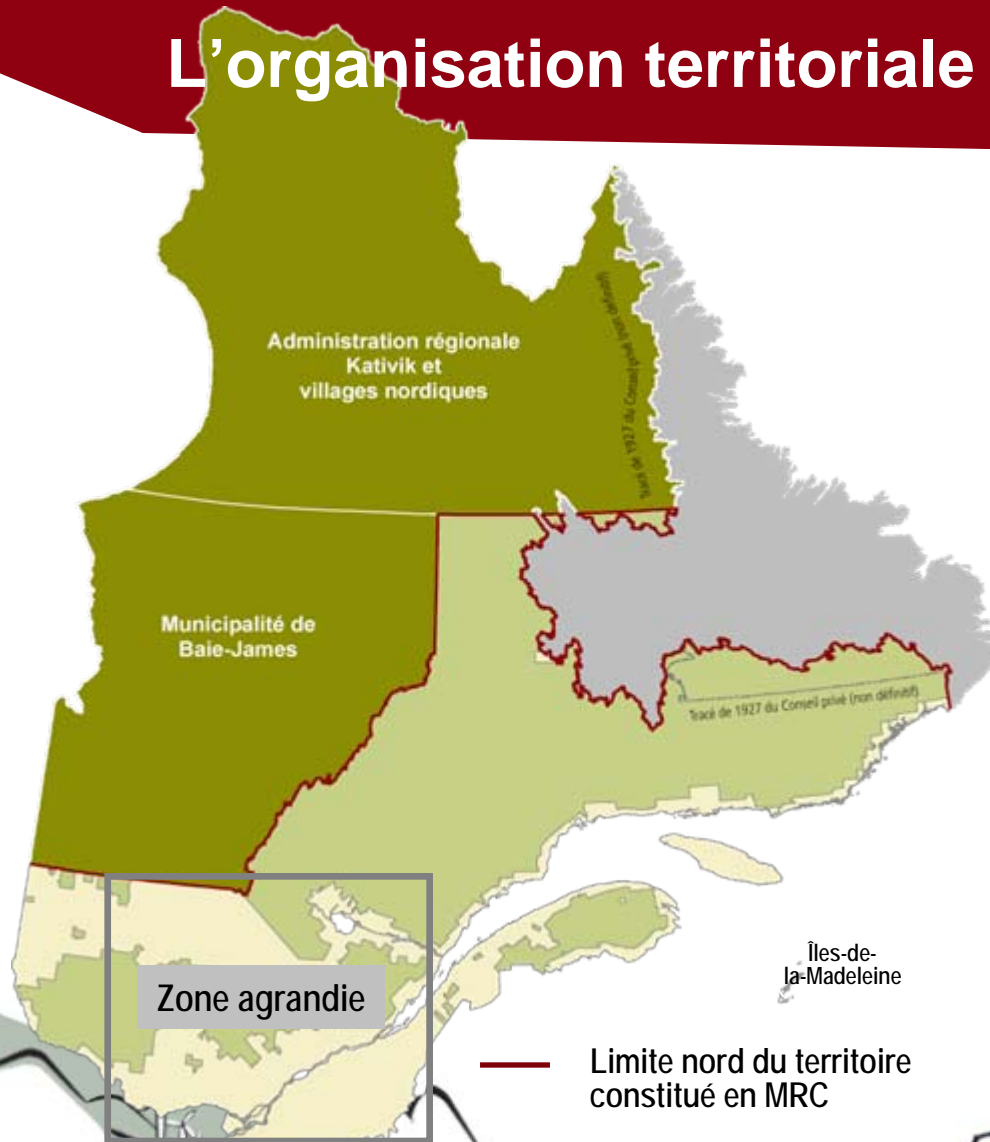 L'organisation territoriale
Administration régionale
Kativik et
villages nordiques
Tracé de 1927 du Conseil privé (non définitif)
Municipalité de
Baie-James
Tracé de 1927 du Conseil privé (non définitif)
Îles-de-
la-Madeleine
Zone agrandie
Limite nord du territoire
constitué en MRC